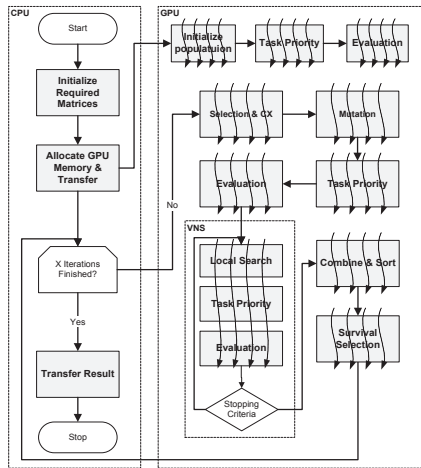 CPU
GPU
Start
Initialize
Required
Matrices
Allocate GPU
Memory &
Transfer
X Iterations
Finished?
Yes
No
Transfer Result
Stop
Initialize
populatuion
Task Priority
Evaluation
Selection & CX
Mutation
Evaluation
Task Priority
VNS
Local Search
Task Priority
Evaluation
Stopping
Criteria
Combine & Sort
Survival
Selection